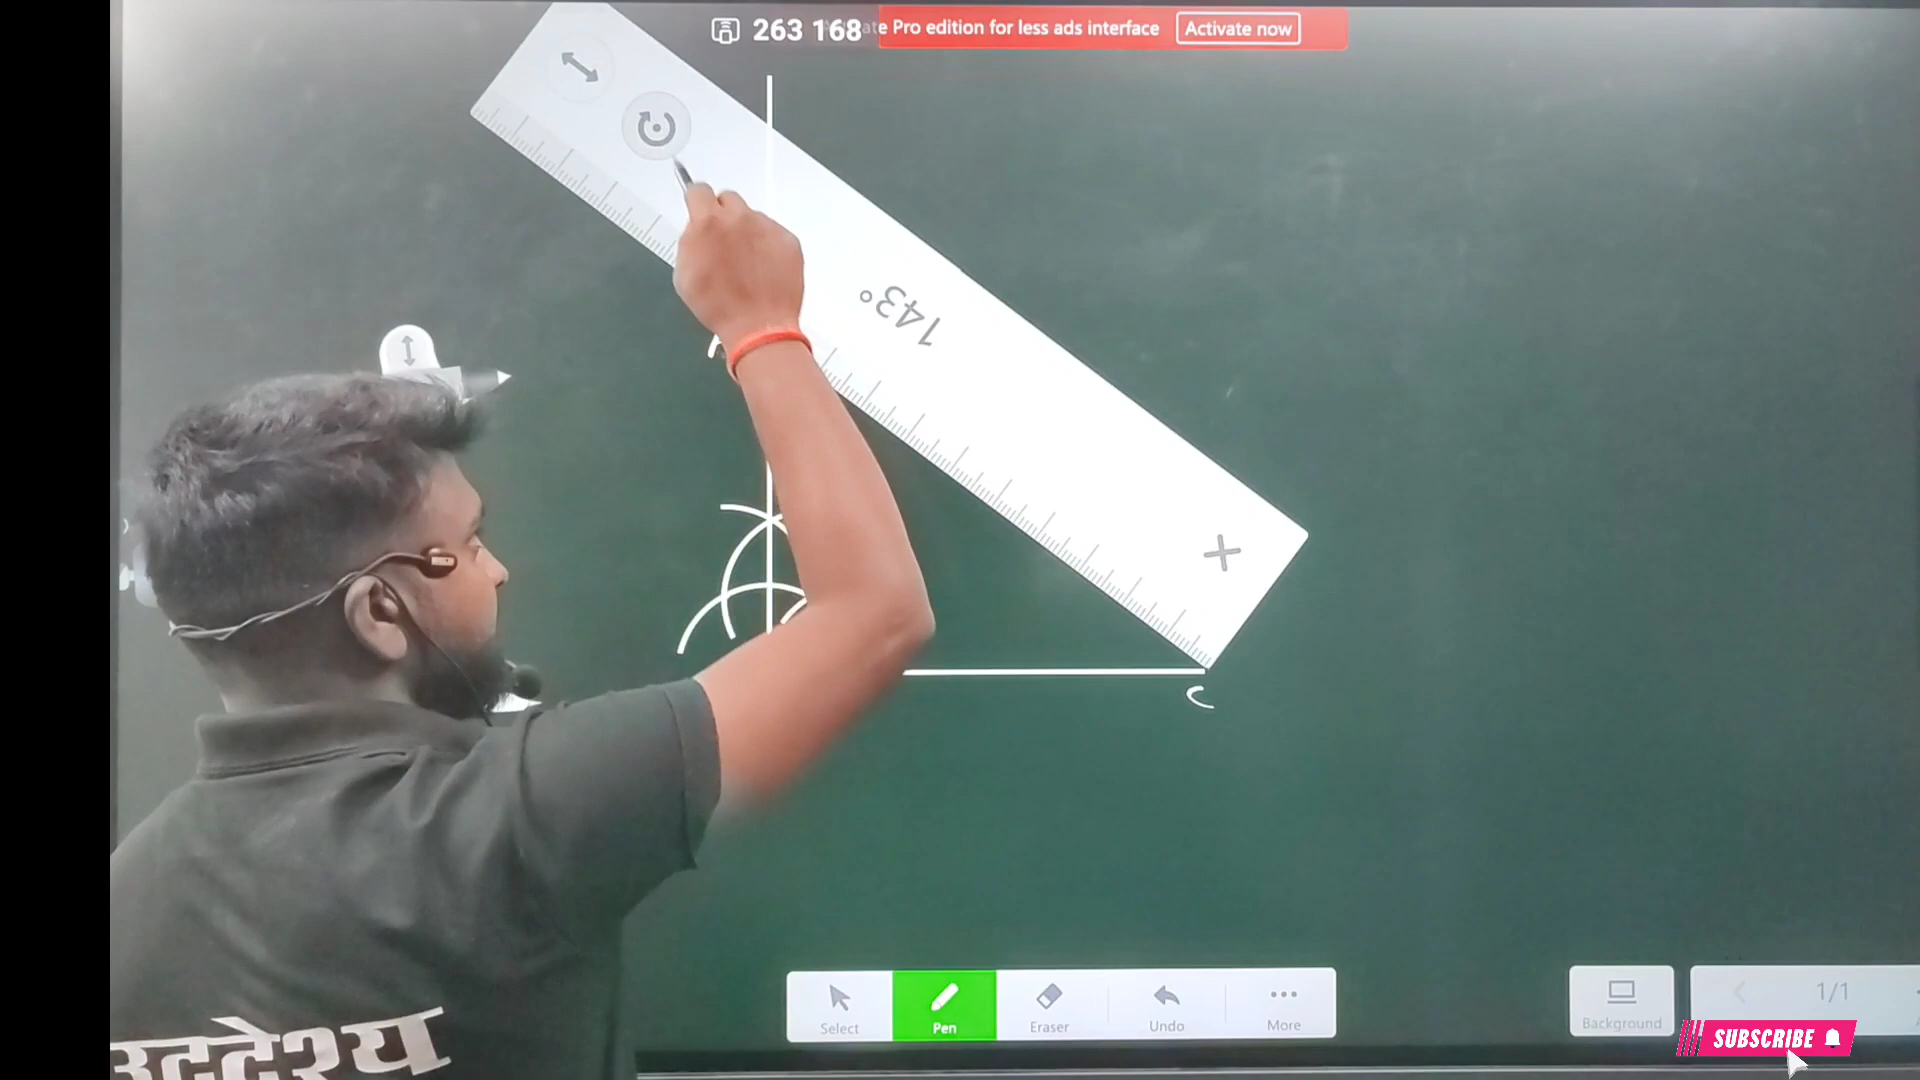 263 168
te Pro edition for less ads interface
Activate now
143°
C
Select
Pen
Eraser
Undo
More
Background
1/1
SUBSCRIBE
उद्देश्य